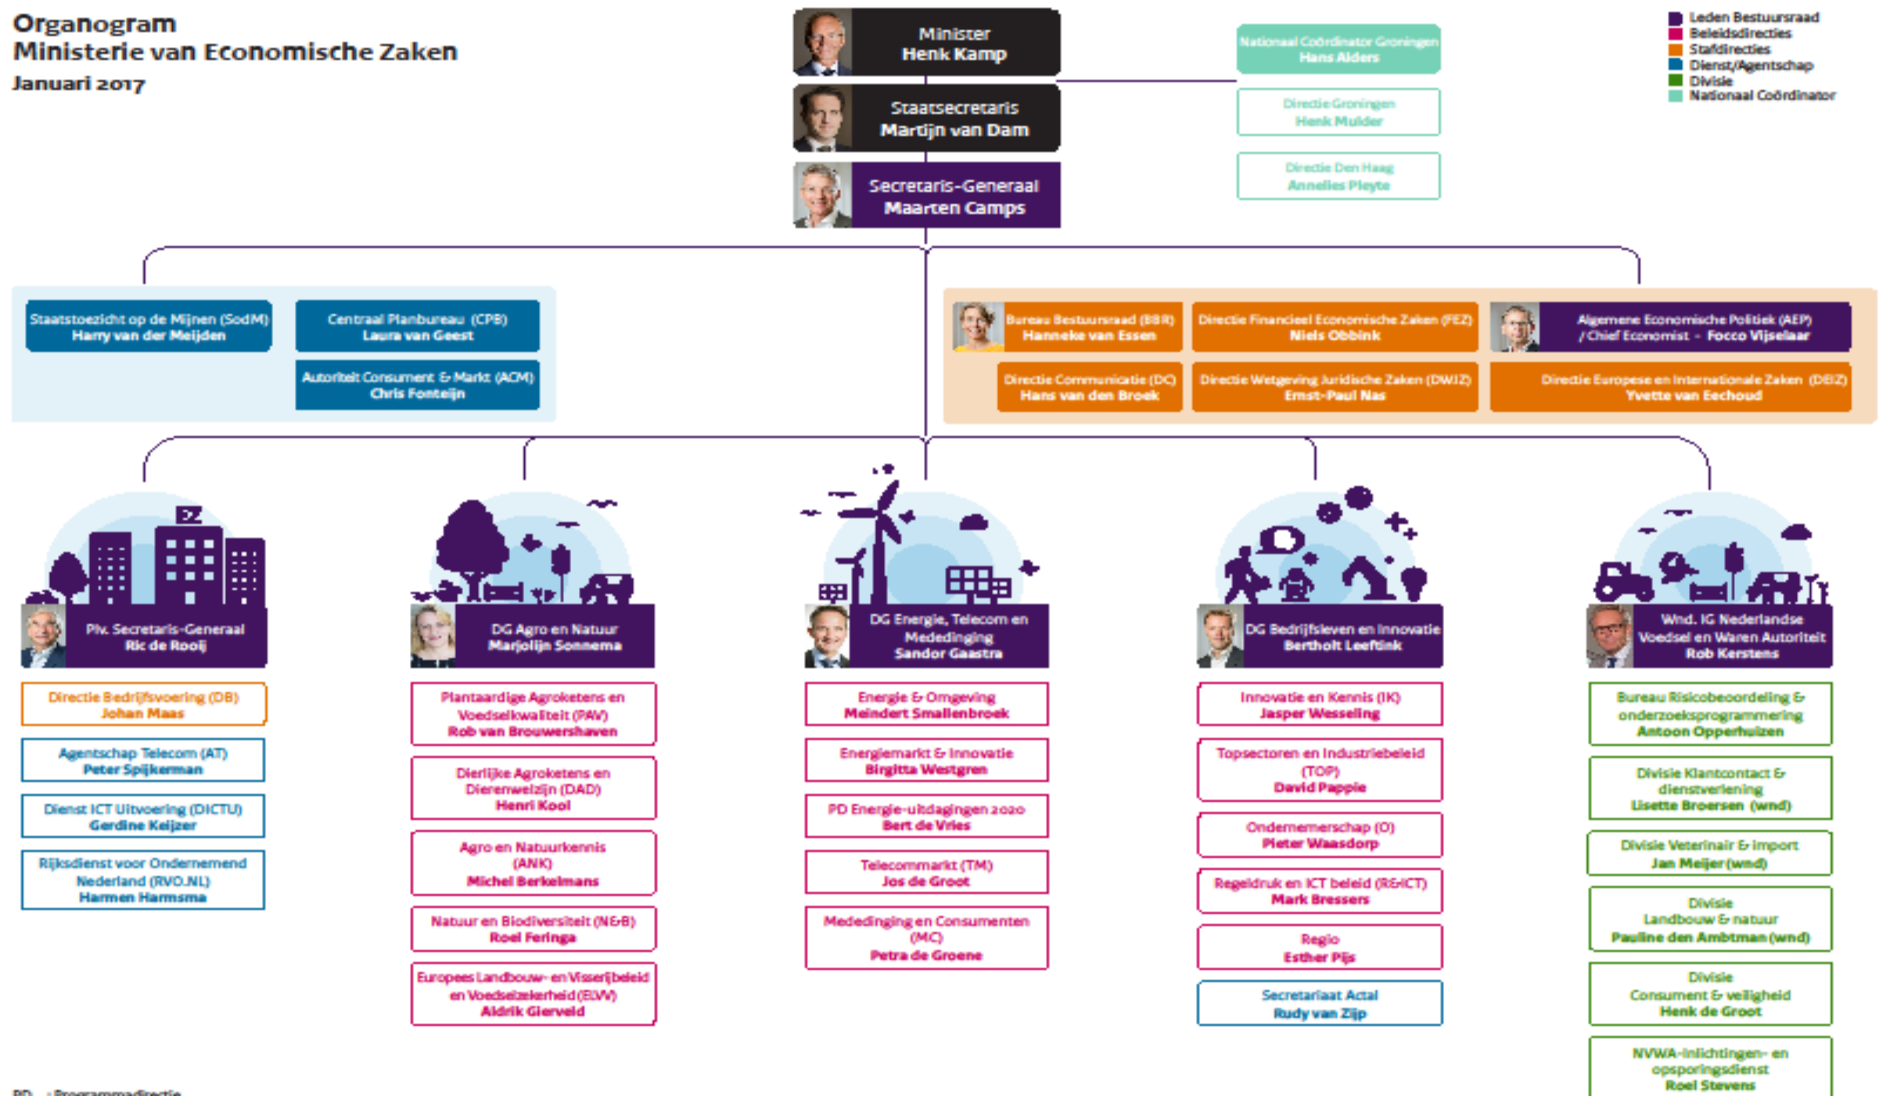 Organogram
Ministerie van Economische Zaken
Januari 2017
Minister
Henk Kamp
Staatsecretaris
Martijn van Dam
Secretaris-Generaal
Maarten Camps
Nationaal Coördinator Groningen
Hans Alders
Directie Groningen
Henk Mulder
Directie Den Haag
Annelies Pleyte
Leden Bestuursraad
Beleidsdirecties
Stafdirecties
Dienst/Agentschap
Divisie
Nationaal Coördinator
Staatstoezicht op de Mijnen (SodM)
Harry van der Meijden
Centraal Planbureau (CPB)
Laura van Geest
Autoriteit Consument & Markt (ACM)
Chris Fonteijn
Bureau Bestuursraad (BBR)
Hanneke van Essen
Directie Financieel Economische Zaken (FEZ)
Niels Obbink
Algemene Economische Politiek (AEP)
/ Chief Economist - Focco Vijselaar
Directie Communicatie (DC)
Hans van den Broek
Directie Wetgeving Juridische Zaken (DWJZ)
Ernst-Paul Nas
Directie Europese en Internationale Zaken (DEIZ)
Yvette van Eechoud
EZ
Plv. Secretaris-Generaal
Ric de Rooij
Directie Bedrijfsvoering (DB)
Johan Maas
Agentschap Telecom (AT)
Peter Spijkerman
Dienst ICT Uitvoering (DICTU)
Gerdine Keijzer
Rijksdienst voor Ondernemend
Nederland (RVO.NL)
Harmen Harmsma
DG Agro en Natuur
Marjolijn Sonnema
Plantaardige Agroketens en
Voedselkwaliteit (PAV)
Rob van Brouwershaven
Dierlijke Agroketens en
Dierenwelzijn (DAD)
Henri Kool
Agro en Natuurkennis
(ANK)
Michel Berkelmans
Natuur en Biodiversiteit (N&B)
Roel Feringa
Europees Landbouw- en Visserijbeleid
en Voedselzekerheid (ELVV)
Aldrik Gierveld
DG Energie, Telecom en
Mededinging
Sandor Gaastra
Energie & Omgeving
Meindert Smallenbroek
Energiemarkt & Innovatie
Birgitta Westgren
PD Energie-uitdagingen 2020
Bert de Vries
Telecommarkt (TM)
Jos de Groot
Mededinging en Consumenten
(MC)
Petra de Groene
DG Bedrijfsleven en Innovatie
Bertholt Leeftink
Innovatie en Kennis (IK)
Jasper Wesseling
Topsectoren en Industriebeleid
(TOP)
David Pappie
Ondernemerschap (O)
Pieter Waasdorp
Regeldruk en ICT beleid (R&ICT)
Mark Bressers
Regio
Esther Pijs
Secretariaat Actal
Rudy van Zijp
Wnd. IG Nederlandse
Voedsel en Waren Autoriteit
Rob Kerstens
Bureau Risicobeoordeling &
onderzoeksprogrammering
Antoon Opperhuizen
Divisie Klantcontact &
dienstverlening
Lisette Broersen (wnd)
Divisie Veterinair & import
Jan Meijer (wnd)
Divisie
Landbouw & natuur
Pauline den Ambtman (wnd)
Divisie
Consument & veiligheid
Henk de Groot
NVWA-Inlichtingen- en
opsporingsdienst
Roel Stevens
PD : Programmadirectie